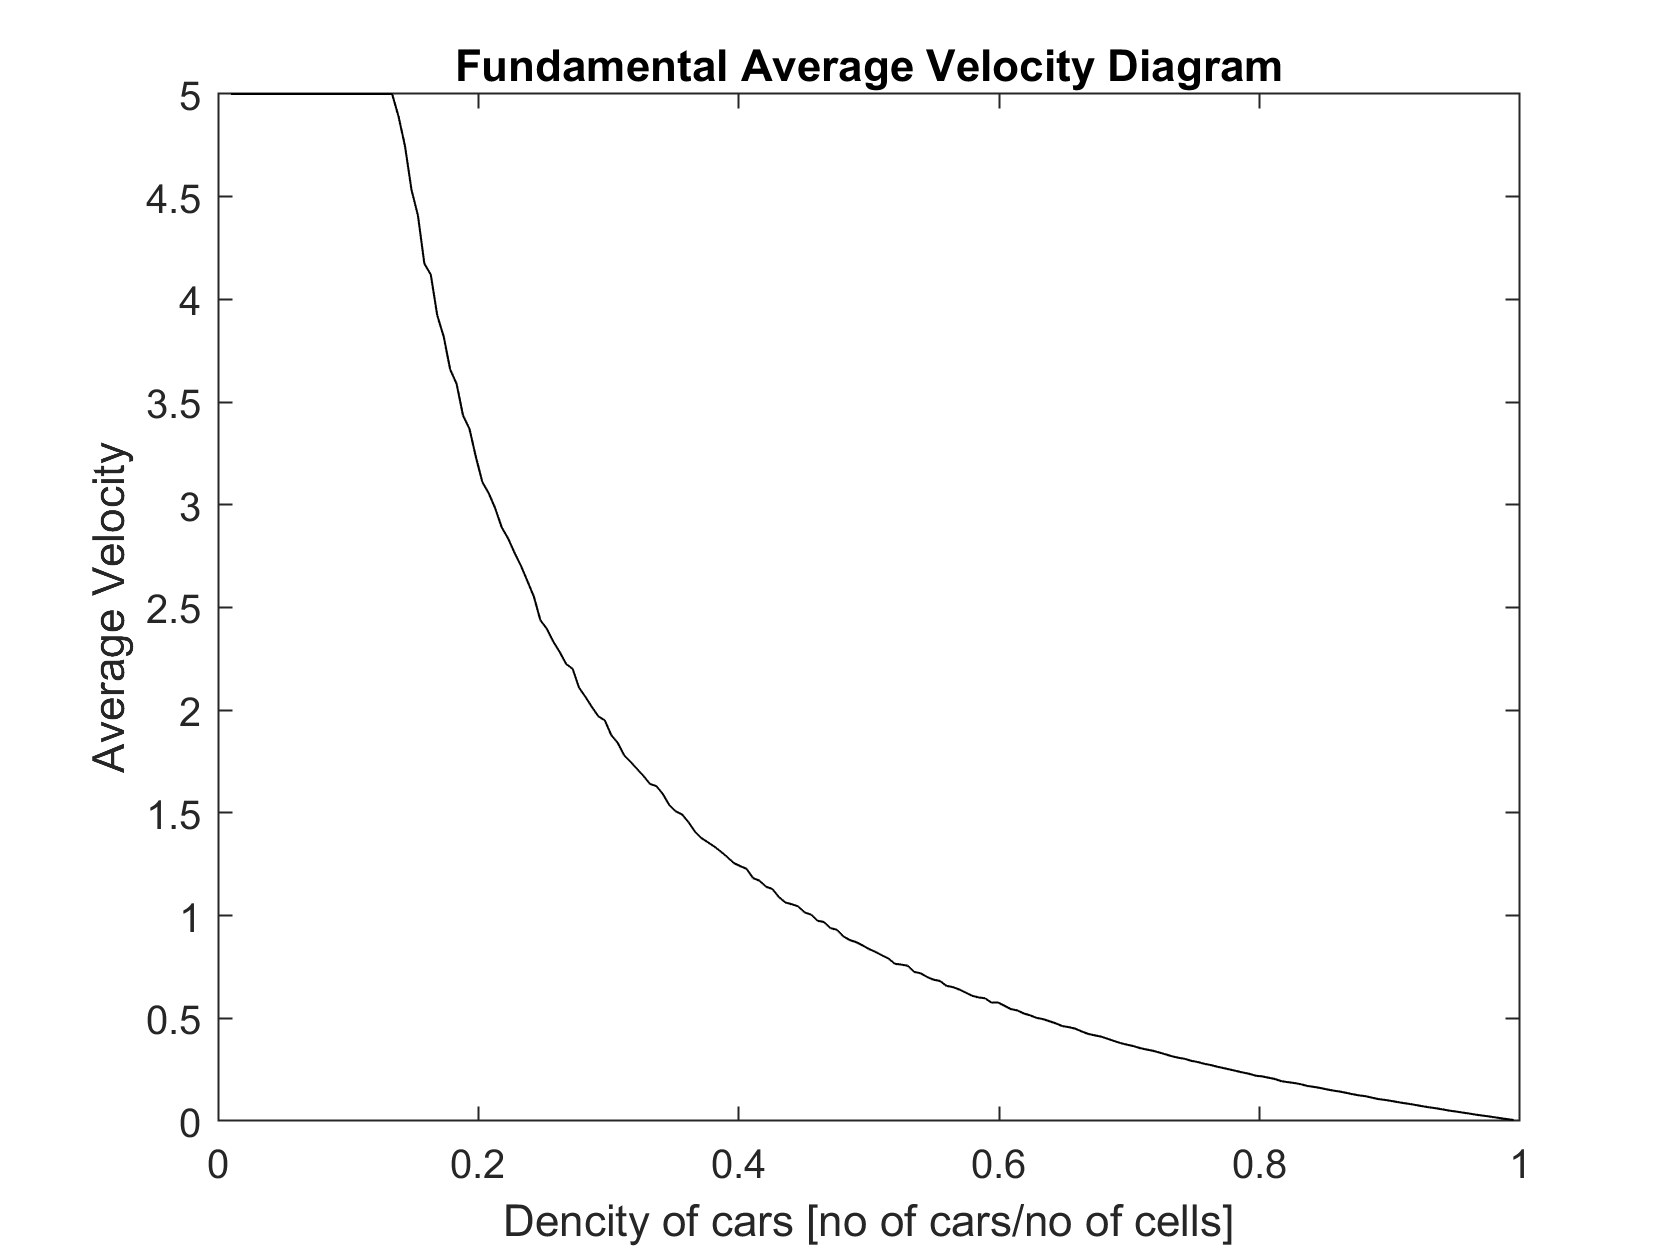 Fundamental Average Velocity Diagram
5
4.5
4
3.5
3
2.5
2
1.5
1
0.5
0
Average Velocity
0 0.2 0.4 0.6 0.8 1
Dencity of cars [no of cars/no of cells]